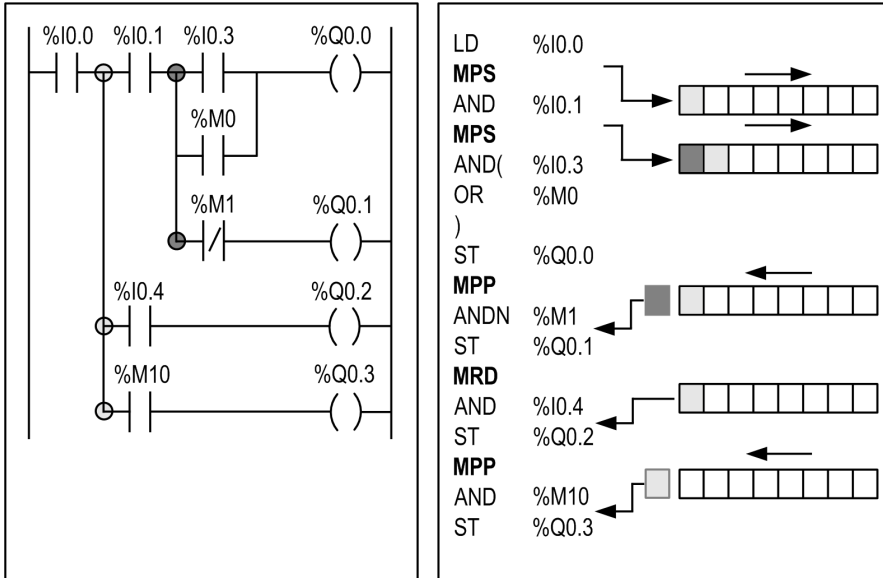 %I0.0 %I0.1 %I0.3 %Q0.0
%M0
%M1 %Q0.1
%I0.4 %Q0.2
%M10 %Q0.3
LD %I0.0
MPS
AND %I0.1
MPS
AND( %I0.3
OR %M0
)
ST %Q0.0
MPP
ANDN %M1
ST %Q0.1
MRD
AND %I0.4
ST %Q0.2
MPP
AND %M10
ST %Q0.3